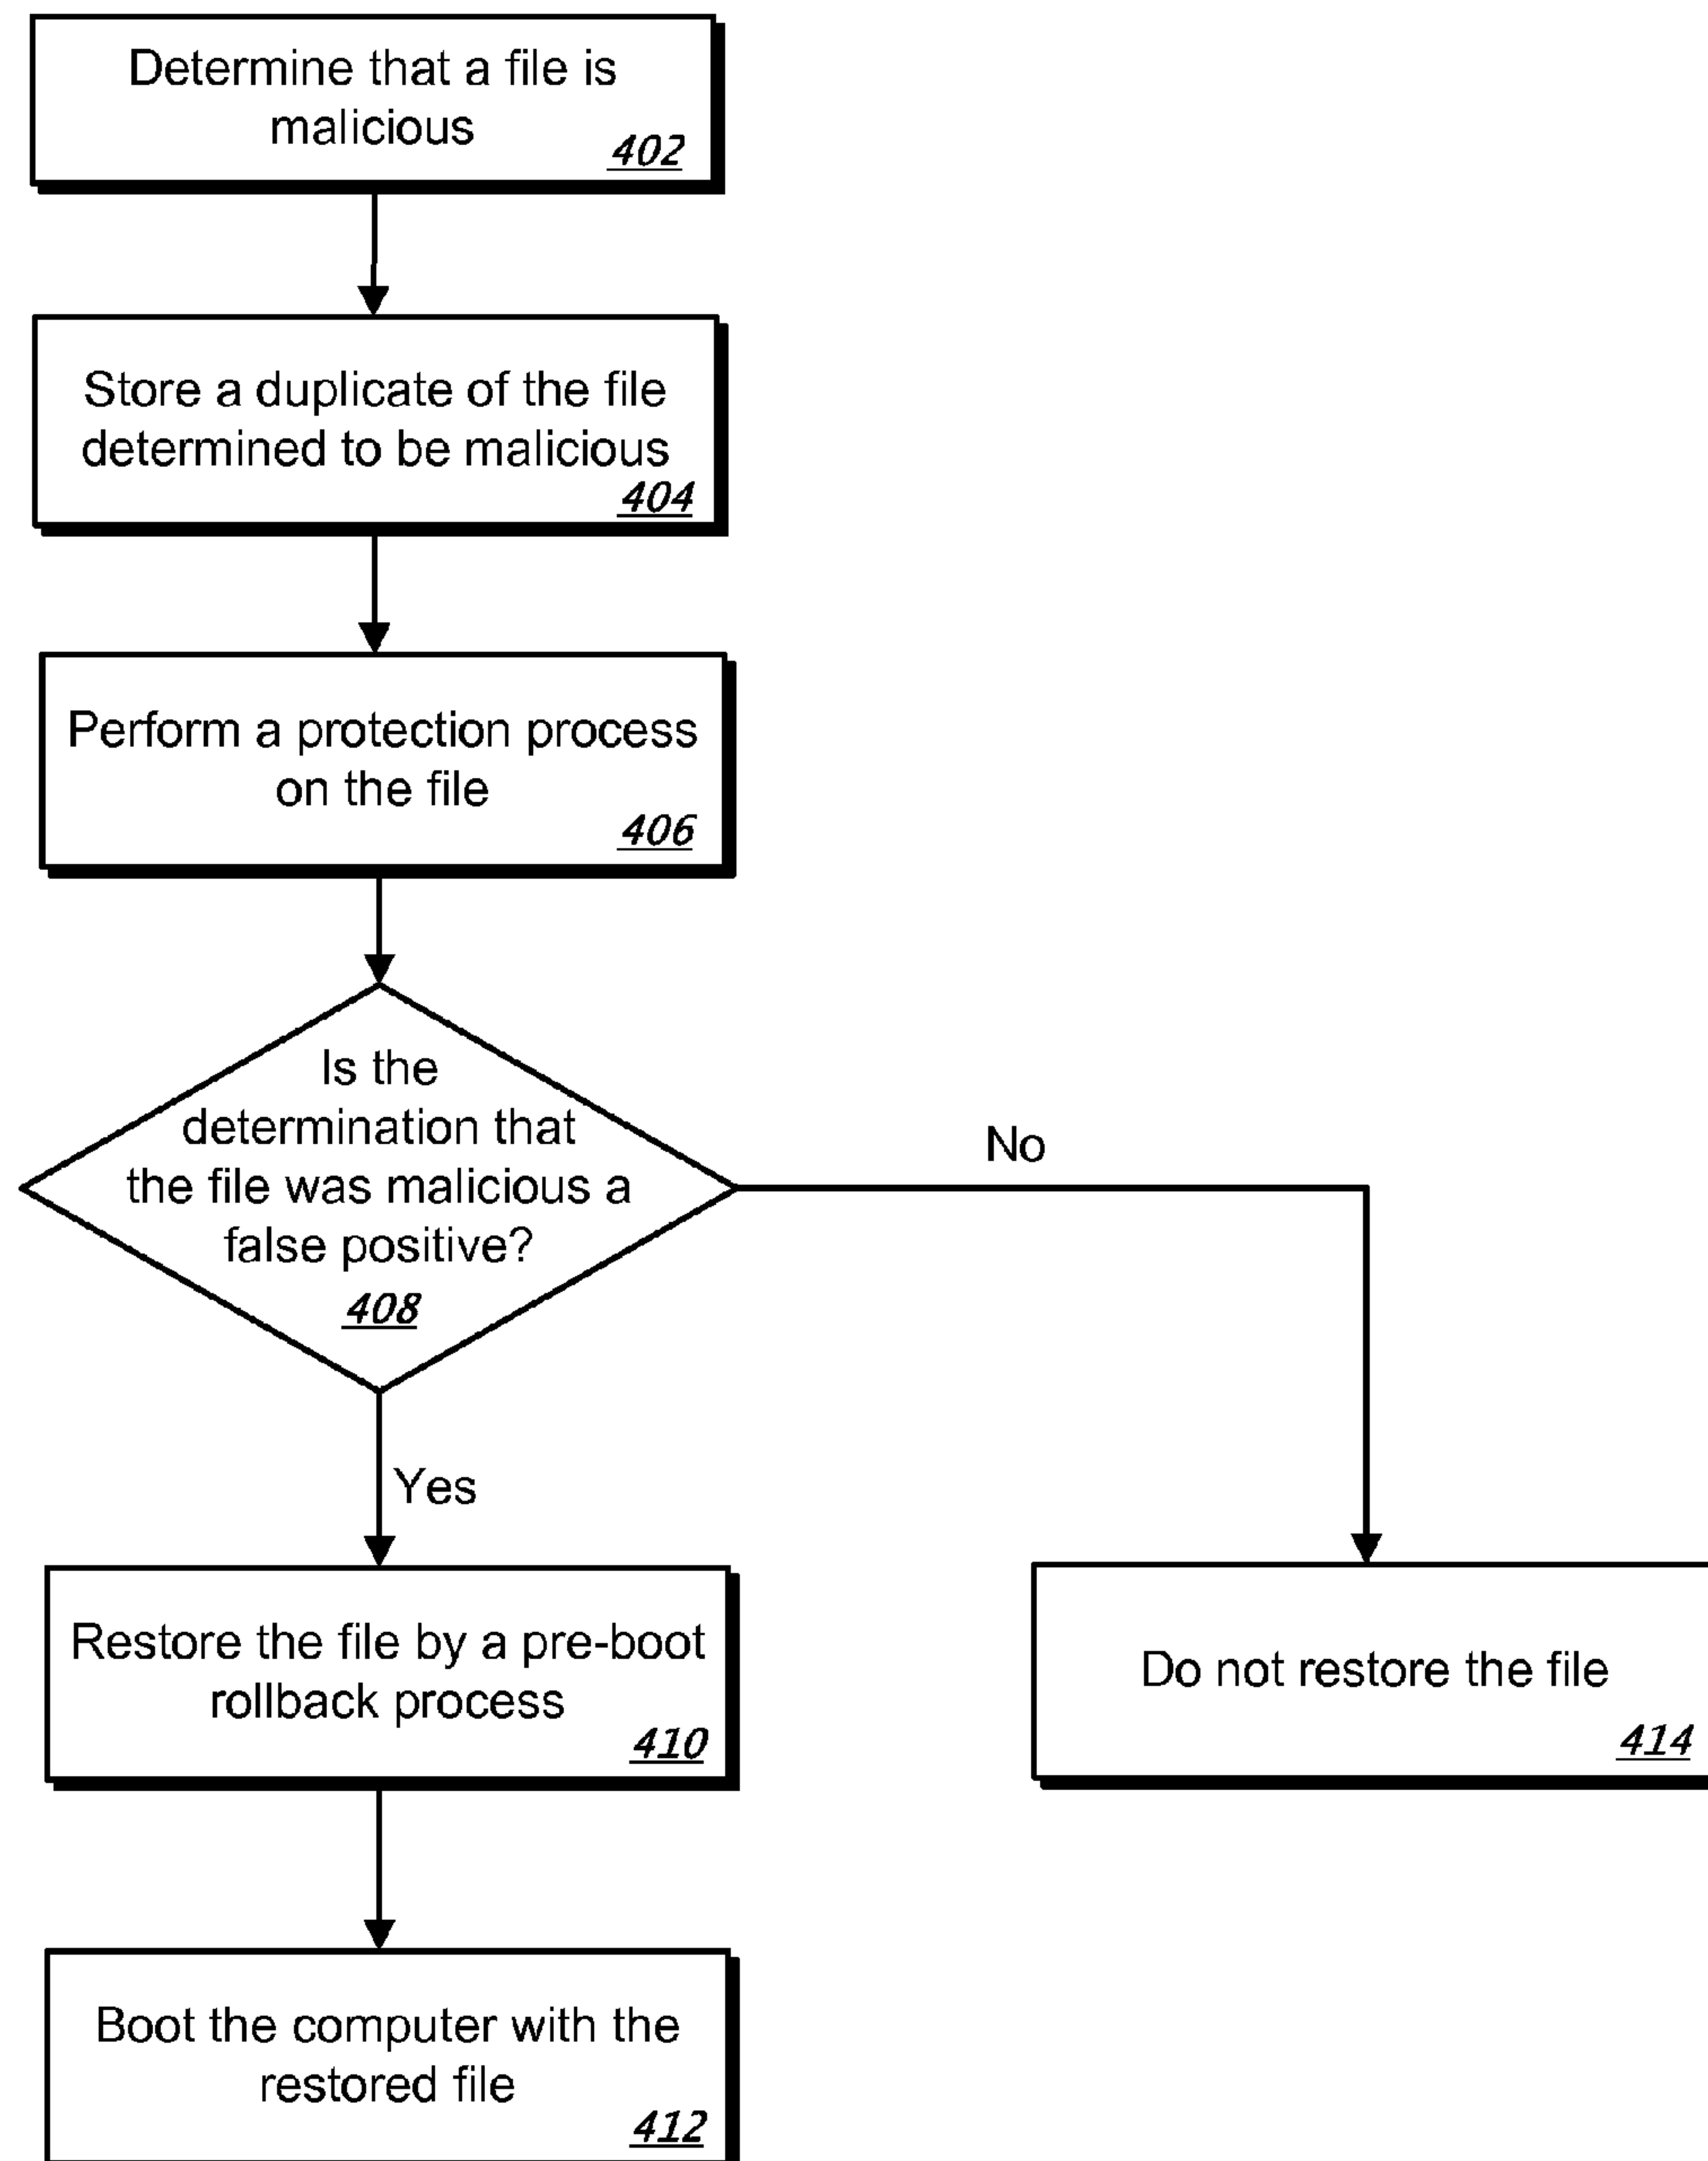 Determine that a file is
malicious
402
Store a duplicate of the file
determined to be malicious
404
Perform a protection process
on the file
406
Is the
determination that
the file was malicious a
false positive?
408
No
Yes
Restore the file by a pre-boot
rollback process
410
Do not restore the file
414
Boot the computer with the
restored file
412